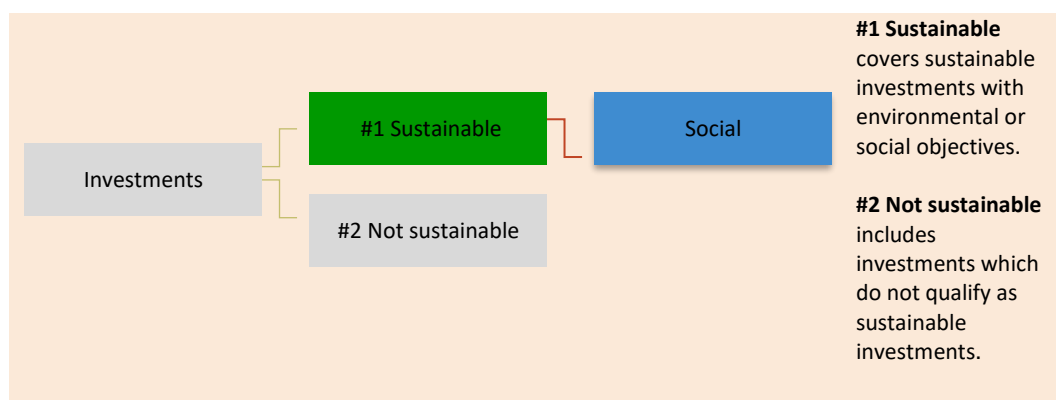 Investments
#1 Sustainable
Social
#2 Not sustainable
#1 Sustainable
covers sustainable
investments with
environmental or
social objectives.
#2 Not sustainable
includes
investments which
do not qualify as
sustainable
investments.